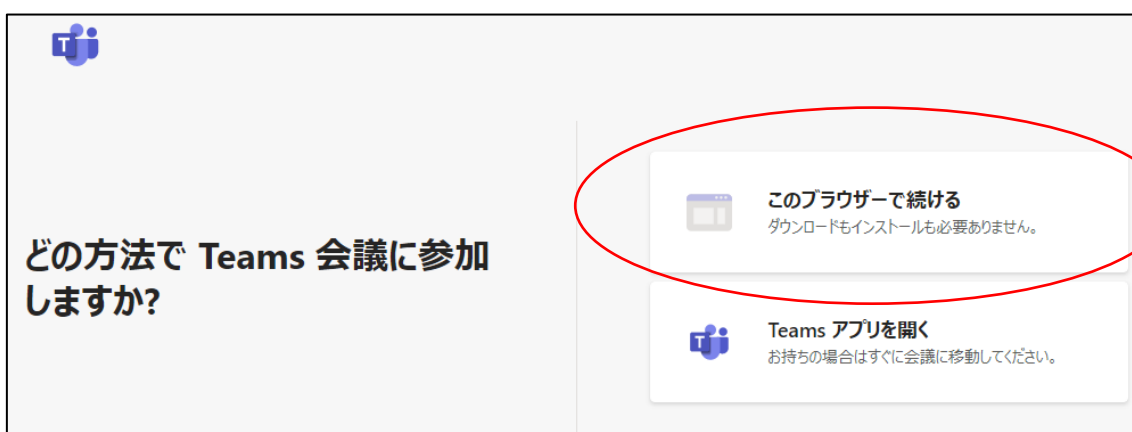 どの方法で Teams 会議に参加
しますか?
このブラウザーで続ける
ダウンロードもインストールも必要ありません。
Teams アプリを開く
お持ちの場合はすぐに会議に移動してください。